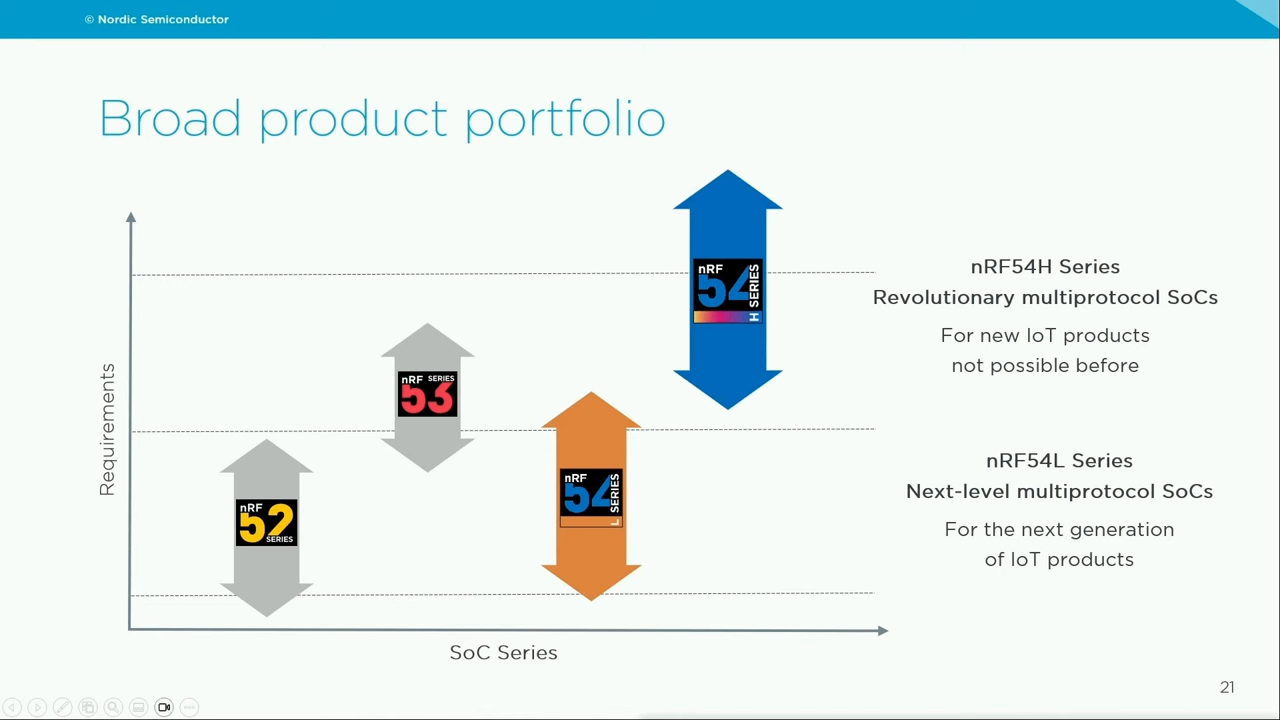 © Nordic Semiconductor
Broad product portfolio
Requirements
nRF
52
SERIES
nRF SERIES
53
nRF
54
L SERIES
nRF
54
H SERIES
SoC Series
nRF54H Series
Revolutionary multiprotocol SoCs
For new IoT products
not possible before
nRF54L Series
Next-level multiprotocol SoCs
For the next generation
of IoT products
21